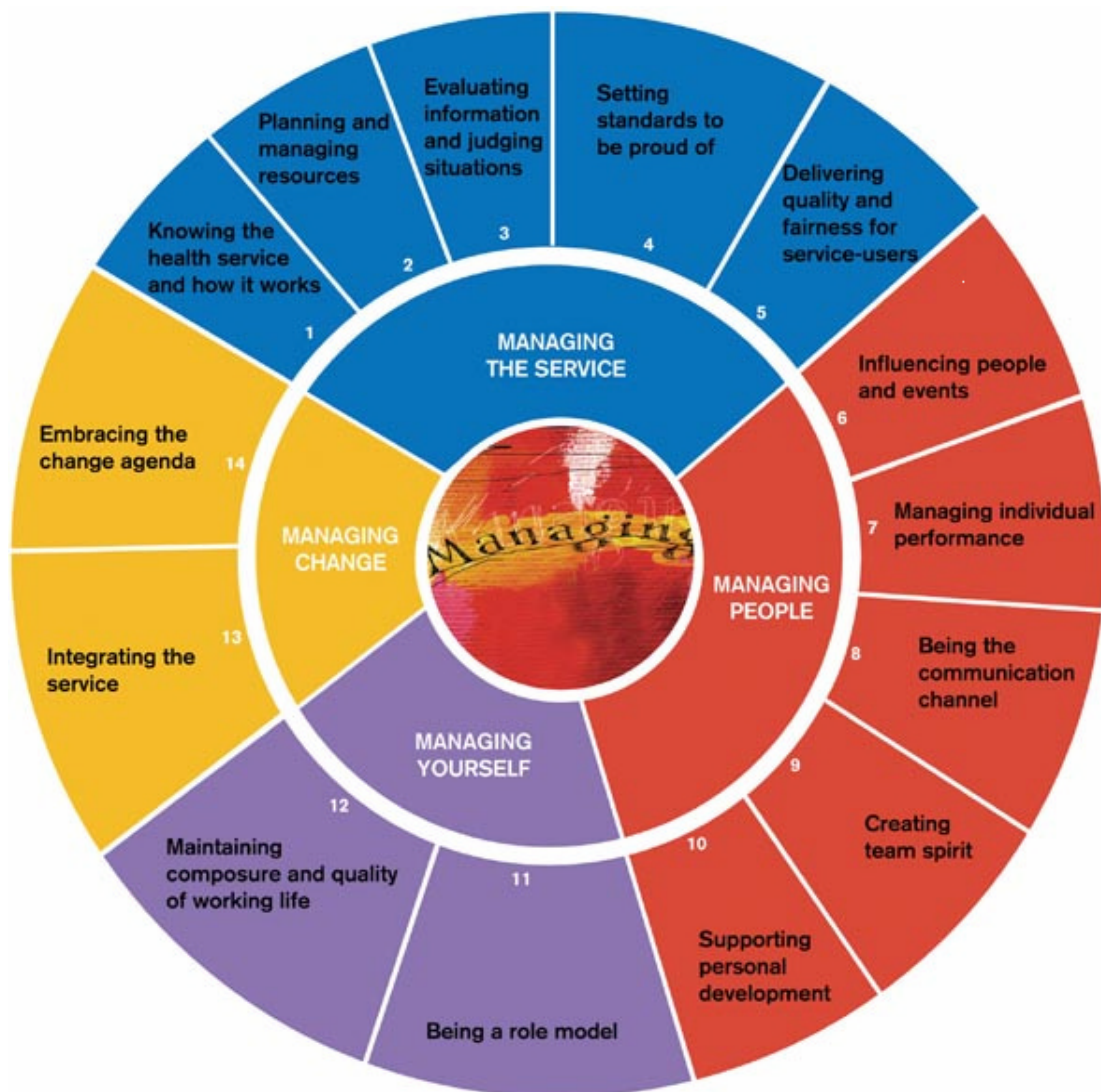 Knowing the
health service
and how it works
1
Planning and
managing
resources
2
Evaluating
information
and judging
situations
3
Setting
standards to
be proud of
4
Delivering
quality and
fairness for
service-users
5
Influencing people
and events
6
Managing individual
performance
7
Being the
communication
channel
8
Creating
team spirit
9
Supporting
personal
development
10
Being a role model
11
Maintaining
composure and quality
of working life
12
Integrating the
service
13
Embracing the
change agenda
14
MANAGING
THE SERVICE
MANAGING
PEOPLE
MANAGING
YOURSELF
MANAGING
CHANGE
Managing